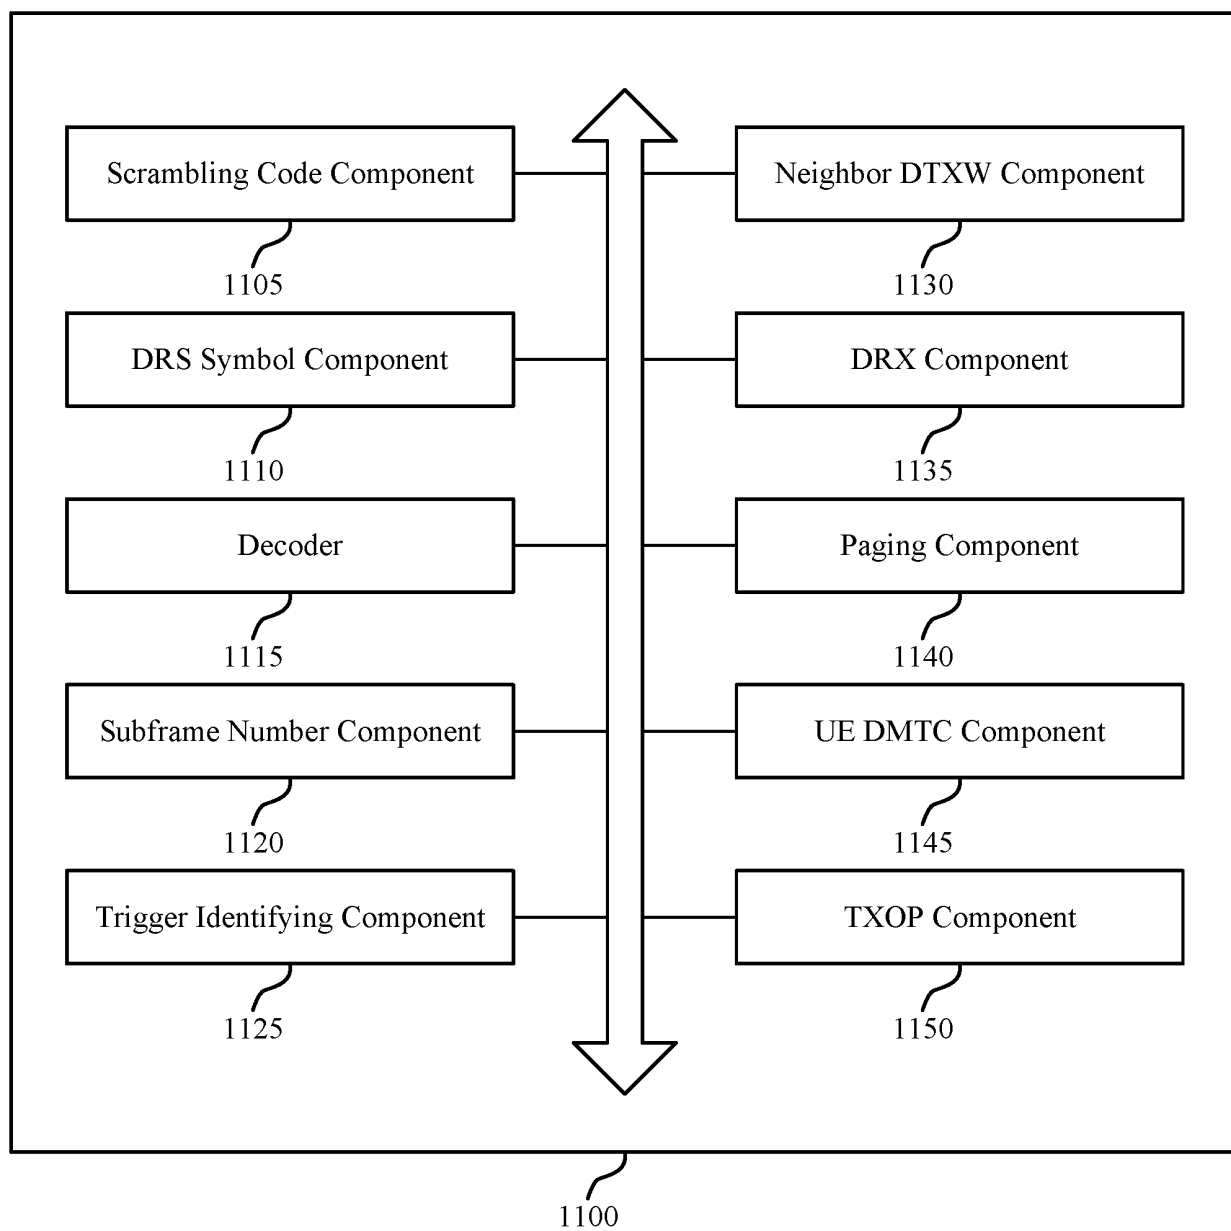 Scrambling Code Component
1105
DRS Symbol Component
1110
Decoder
1115
Subframe Number Component
1120
Trigger Identifying Component
1125
Neighbor DTXW Component
1130
DRX Component
1135
Paging Component
1140
UE DMTC Component
1145
TXOP Component
1150
1100